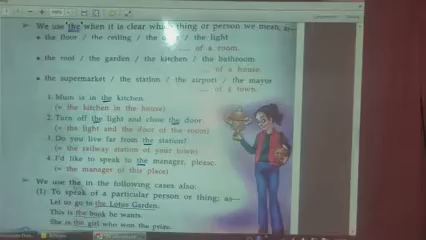 We use 'the' when it is clear which thing or person we mean, as—
• the floor / the ceiling / the / the light
.... of a room.
• the roof / the garden / the kitchen / the bathroom
.... of a house.
• the supermarket / the station / the airport / the mayor
.... of a town.
1. Mum is in the kitchen.
(= the kitchen in the house)
2. Turn off the light and close the door.
(= the light and the door of the room)
3. Do you live far from the station?
(= the railway station of your town)
4. I'd like to speak to the manager, please.
(= the manager of this place)
We use the in the following cases also:
(1) To speak of a particular person or thing; as—
Let us go to the Lotus Garden.
This is the book he wants.
She is the girl who won the prize.